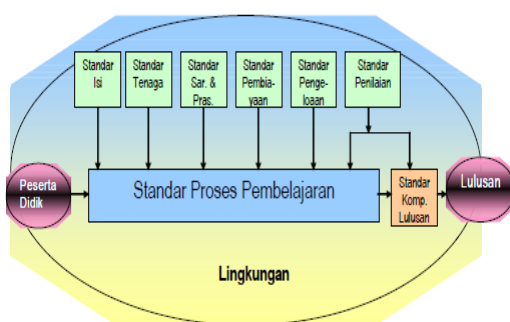 Standar
Isi
Standar
Tenaga
Standar
Sar. &
Pras.
Standar
Pembia-
yaan
Standar
Penge-
loaan
Standar
Penilaian
Peserta
Didik
Standar Proses Pembelajaran
Standar
Komp.
Lulusan
Lulusan
Lingkungan